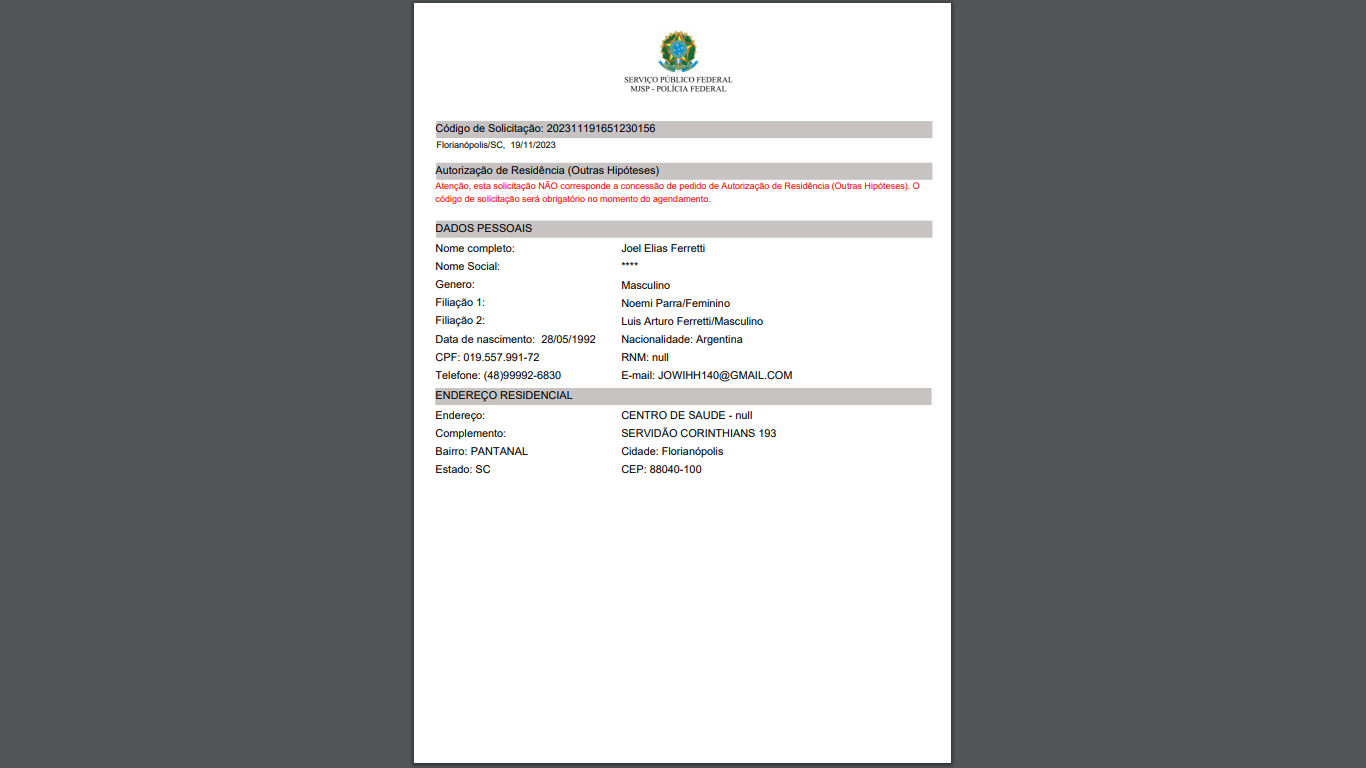 SERVIÇO PÚBLICO FEDERAL
MJSP - POLÍCIA FEDERAL
Código de Solicitação: 202311191651230156
Florianópolis/SC, 19/11/2023
Autorização de Residência (Outras Hipóteses)
Atenção, esta solicitação NÃO corresponde a concessão de pedido de Autorização de Residência (Outras Hipóteses). O
código de solicitação será obrigatório no momento do agendamento.
DADOS PESSOAIS
Nome completo: Joel Elias Ferretti
Nome Social: ****
Genero: Masculino
Filiação 1: Noemi Parra/Feminino
Filiação 2: Luis Arturo Ferretti/Masculino
Data de nascimento: 28/05/1992 Nacionalidade: Argentina
CPF: 019.557.991-72 RNM: null
Telefone: (48)99992-6830 E-mail: JOWIHH140@GMAIL.COM
ENDEREÇO RESIDENCIAL
Endereço: CENTRO DE SAUDE - null
Complemento: SERVIDÃO CORINTHIANS 193
Bairro: PANTANAL Cidade: Florianópolis
Estado: SC CEP: 88040-100